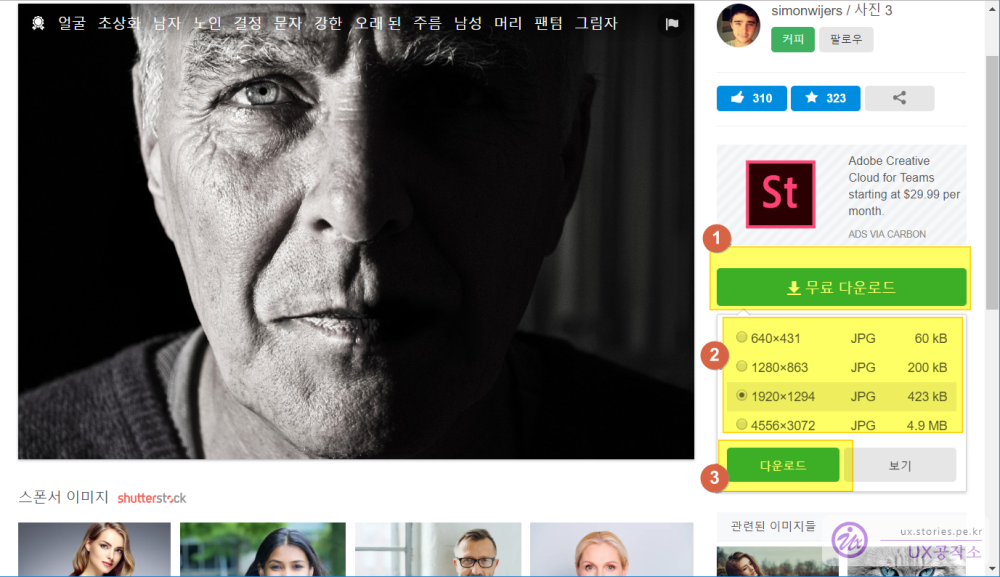 얼굴 초상화 남자 노인 결정 문자 강한 오래 된 주름 남성 머리 팬텀 그림자
simonwijers / 사진 3
커피 팔로우
310 323
St
Adobe Creative
Cloud for Teams
starting at $29.99 per
month.
ADS VIA CARBON
1
무료 다운로드
2
640×431 JPG 60 kB
1280×863 JPG 200 kB
1920×1294 JPG 423 kB
4556×3072 JPG 4.9 MB
3
다운로드 보기
스폰서 이미지 shutterstock
관련된 이미지들
Ux
ux.stories.pe.kr
UX공작소